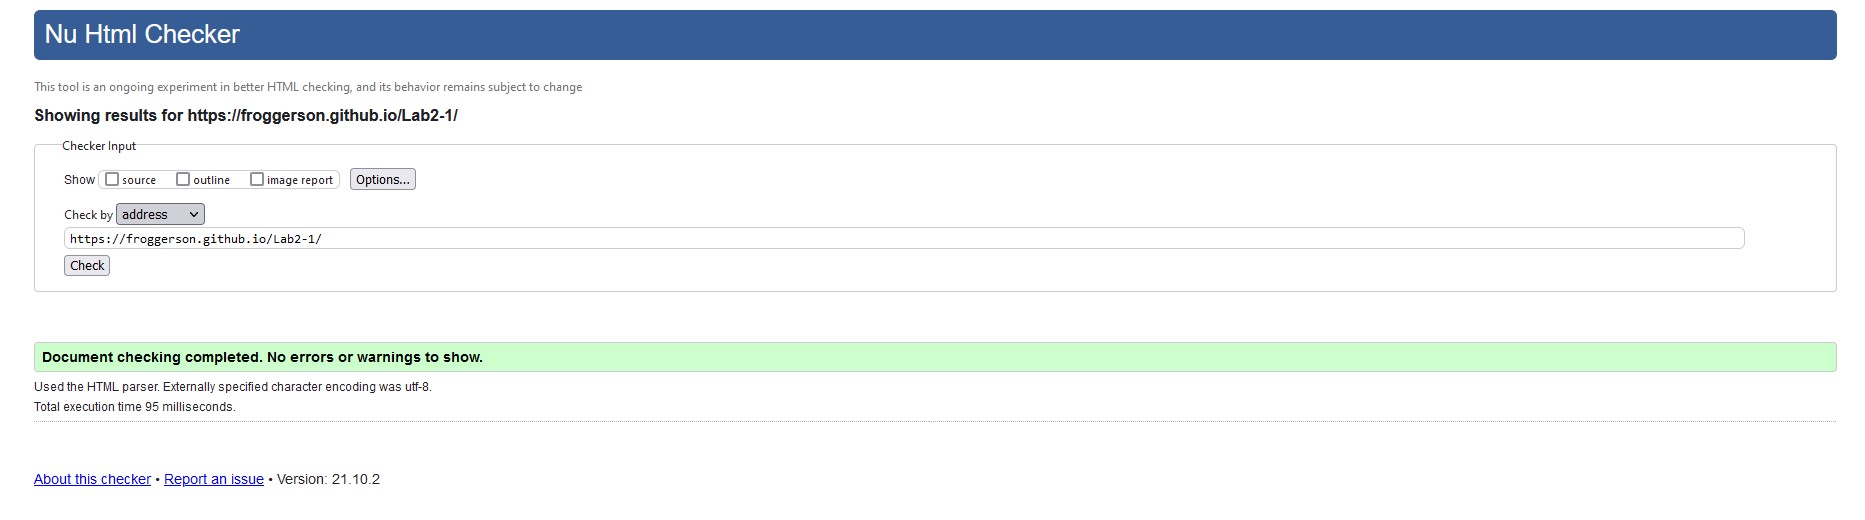 Nu Html Checker
This tool is an ongoing experiment in better HTML checking, and its behavior remains subject to change
Showing results for https://froggerson.github.io/Lab2-1/
Checker Input
Show source outline image report Options...
Check by address
https://froggerson.github.io/Lab2-1/
Check
Document checking completed. No errors or warnings to show.
Used the HTML parser. Externally specified character encoding was utf-8.
Total execution time 95 milliseconds.
About this checker • Report an issue • Version: 21.10.2